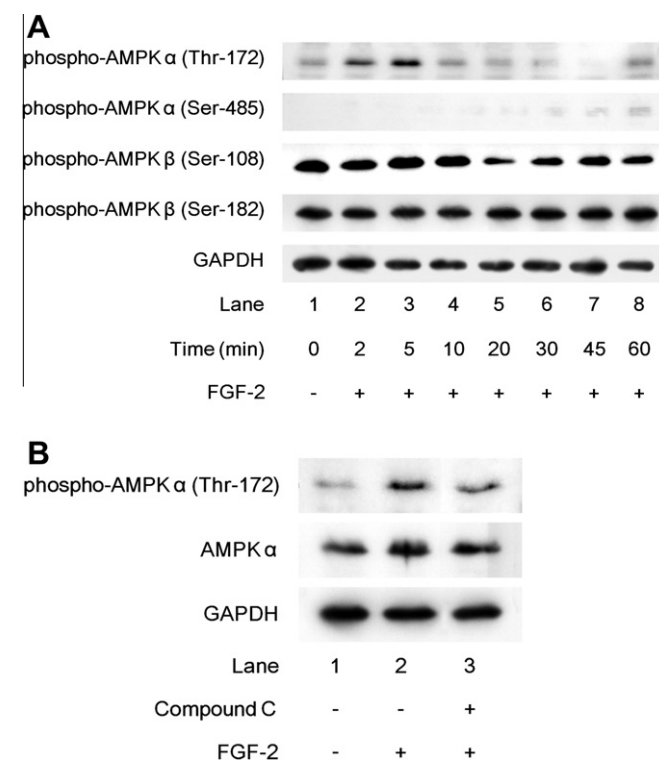 A
phospho-AMPK α (Thr-172)
phospho-AMPK α (Ser-485)
phospho-AMPK β (Ser-108)
phospho-AMPK β (Ser-182)
GAPDH
Lane 1 2 3 4 5 6 7 8
Time (min) 0 2 5 10 20 30 45 60
FGF-2 - + + + + + + +
B
phospho-AMPK α (Thr-172)
AMPK α
GAPDH
Lane 1 2 3
Compound C - - +
FGF-2 - + +